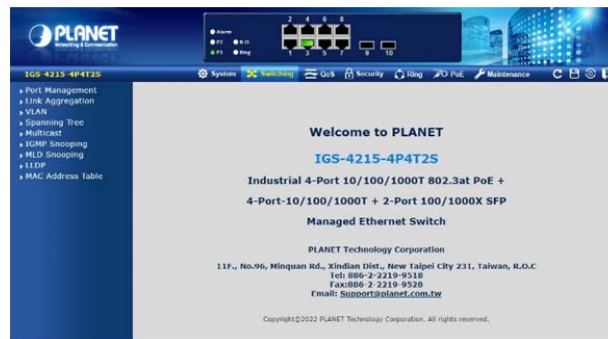 PLANET
Networking & Communication
Alarm
P2
R.O
P1
Ring
2 4 6 8
1 3 5 7 9 10
IGS-4215-4P4T2S
System Switching QoS Security Ring PoE Maintenance
Port Management
Link Aggregation
VLAN
Spanning Tree
Multicast
IGMP Snooping
MLD Snooping
LLDP
MAC Address Table
Welcome to PLANET
IGS-4215-4P4T2S
Industrial 4-Port 10/100/1000T 802.3at PoE +
4-Port-10/100/1000T + 2-Port 100/1000X SFP
Managed Ethernet Switch
PLANET Technology Corporation
11F., No.96, Minquan Rd., Xindian Dist., New Taipei City 231, Taiwan, R.O.C
Tel: 886-2-2219-9518
Fax:886-2-2219-9528
Email: Support@planet.com.tw
Copyright©2022 PLANET Technology Corporation. All rights reserved.